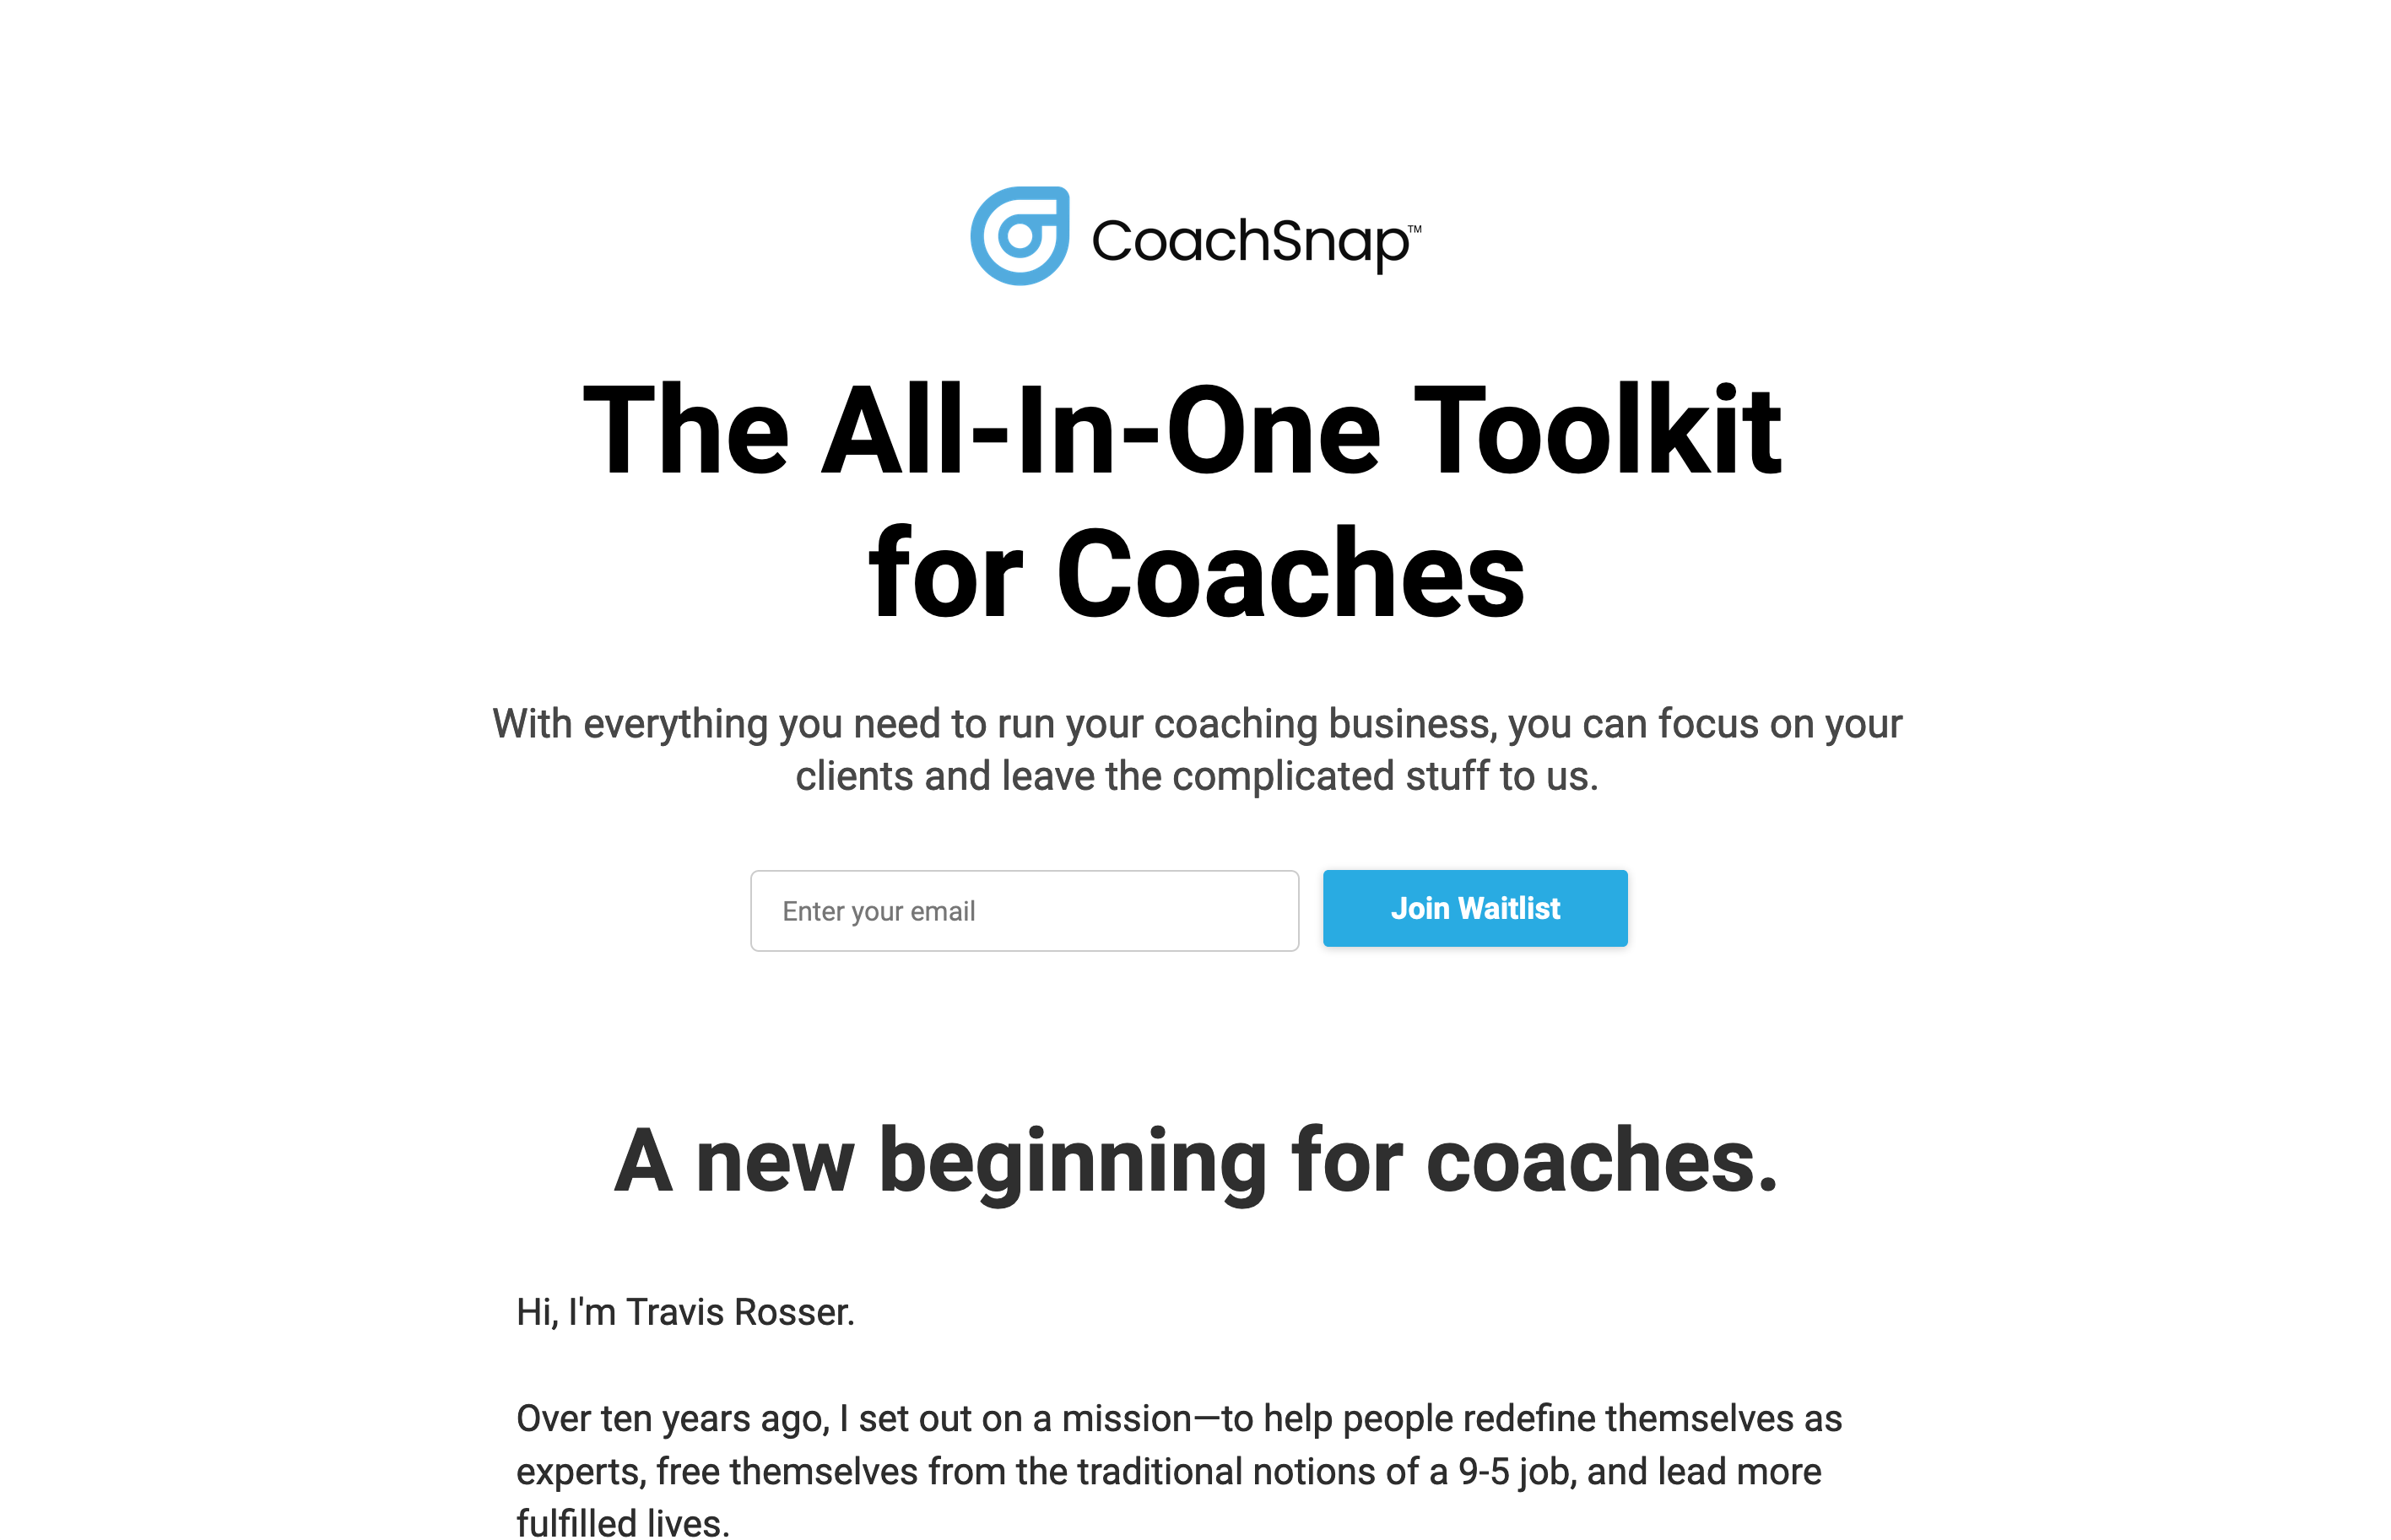 CoachSnap™
The All-In-One Toolkit
for Coaches
With everything you need to run your coaching business, you can focus on your
clients and leave the complicated stuff to us.
Enter your email
Join Waitlist
A new beginning for coaches.
Hi, I'm Travis Rosser.
Over ten years ago, I set out on a mission—to help people redefine themselves as
experts, free themselves from the traditional notions of a 9-5 job, and lead more
fulfilled lives.